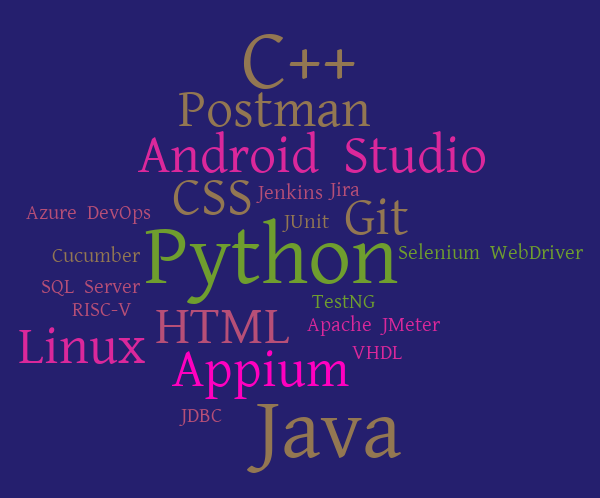 C++
Postman
Android Studio
CSS
Jenkins
Jira
Azure DevOps
JUnit
Git
Cucumber
Python
Selenium WebDriver
SQL Server
RISC-V
TestNG
HTML
Apache JMeter
Linux
VHDL
Appium
JDBC
Java